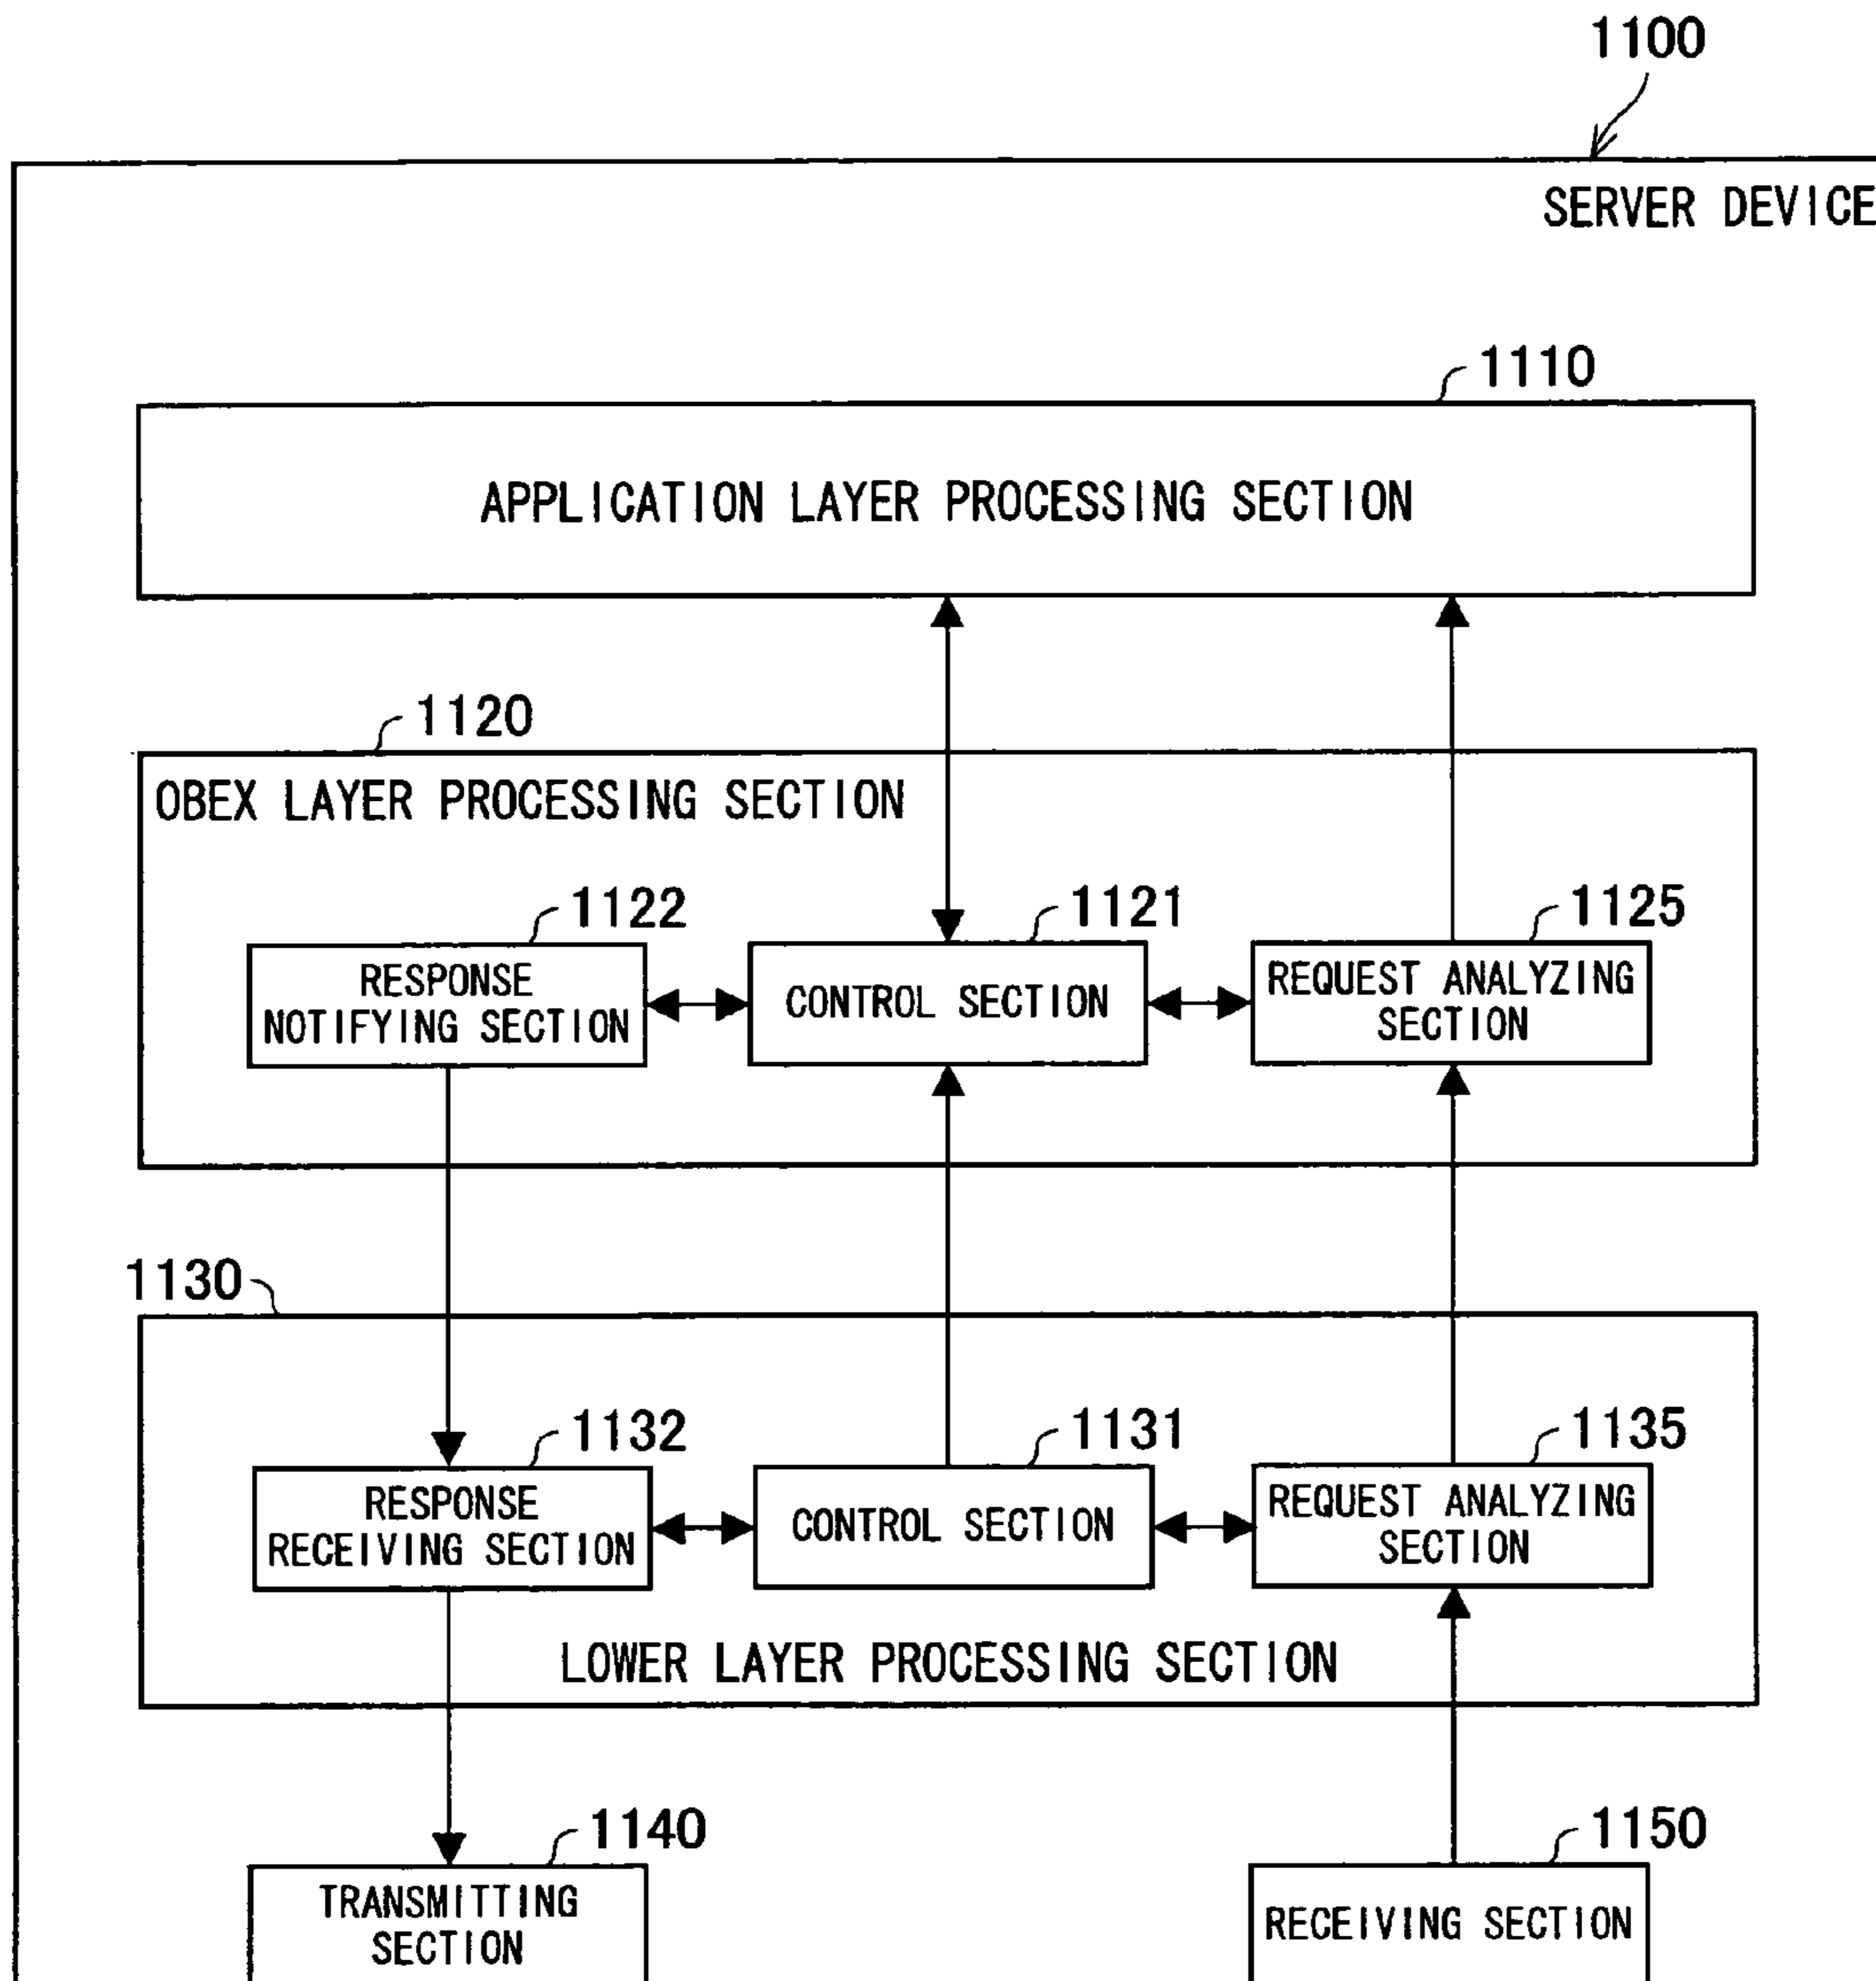 1100
SERVER DEVICE
1110
APPLICATION LAYER PROCESSING SECTION
1120
OBEX LAYER PROCESSING SECTION
1122
1121
1125
RESPONSE
NOTIFYING SECTION
CONTROL SECTION
REQUEST ANALYZING
SECTION
1130
1132
1131
1135
RESPONSE
RECEIVING SECTION
CONTROL SECTION
REQUEST ANALYZING
SECTION
LOWER LAYER PROCESSING SECTION
1140
1150
TRANSMITTING
SECTION
RECEIVING SECTION